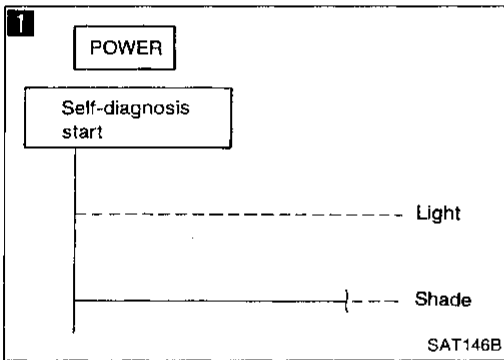 1
POWER
Self-diagnosis
start
Light
Shade
SAT146B